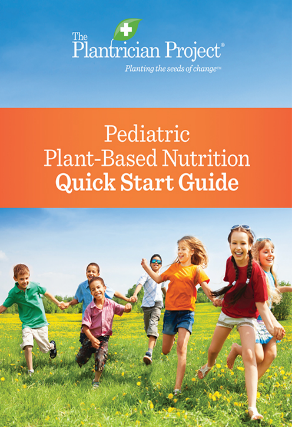 The
Plantrician Project®
Planting the seeds of change™
Pediatric
Plant-Based Nutrition
Quick Start Guide